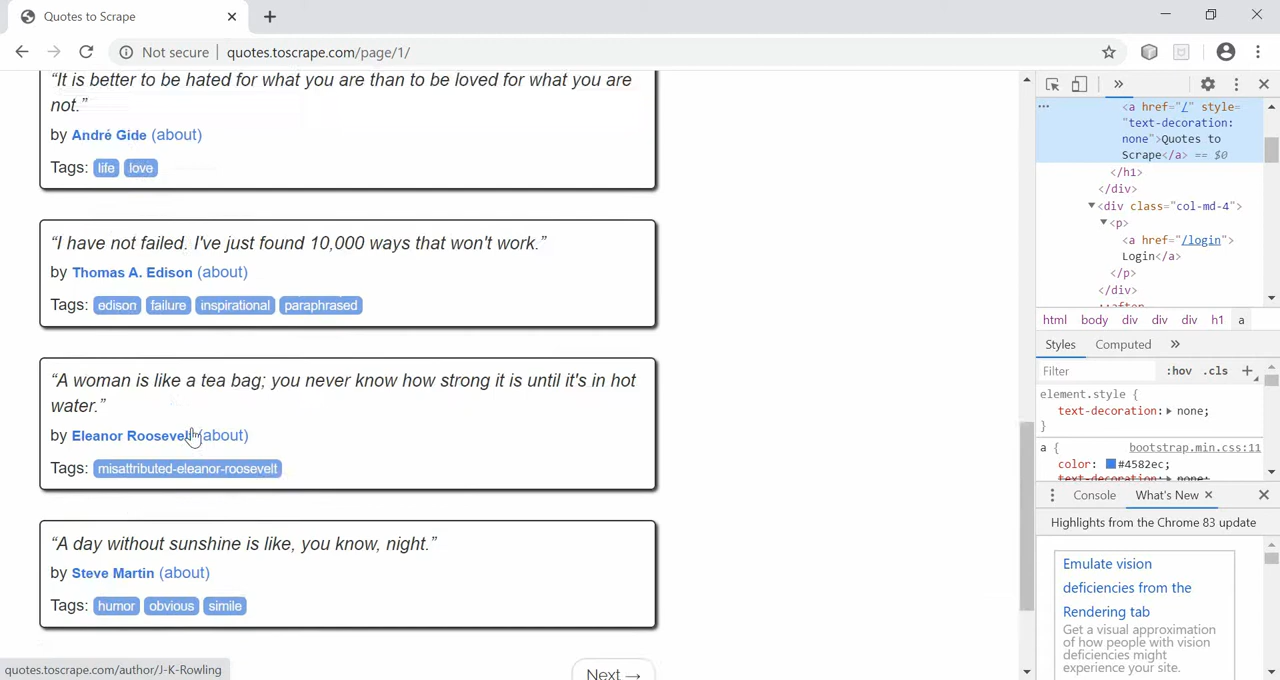 Quotes to Scrape
Not secure quotes.toscrape.com/page/1/
“It is better to be hated for what you are than to be loved for what you are
not.”
by André Gide (about)
Tags: life love
“I have not failed. I've just found 10,000 ways that won't work.”
by Thomas A. Edison (about)
Tags: edison failure inspirational paraphrased
“A woman is like a tea bag; you never know how strong it is until it's in hot
water.”
by Eleanor Roosevelt (about)
Tags: misattributed-eleanor-roosevelt
“A day without sunshine is like, you know, night.”
by Steve Martin (about)
Tags: humor obvious simile
Next →
quotes.toscrape.com/author/J-K-Rowling
<a href="/" style=
"text-decoration:
none">Quotes to
Scrape</a> == $0
</h1>
</div>
<div class="col-md-4">
<p>
<a href="/login">
Login</a>
</p>
</div>
::after
html body div div div h1 a
Styles Computed »
Filter :hov .cls +
element.style {
text-decoration: none;
}
a { bootstrap.min.css:11
color: #4582ec;
text-decoration: none;
Console What's New ×
Highlights from the Chrome 83 update
Emulate vision
deficiencies from the
Rendering tab
Get a visual approximation
of how people with vision
deficiencies might
experience your site.